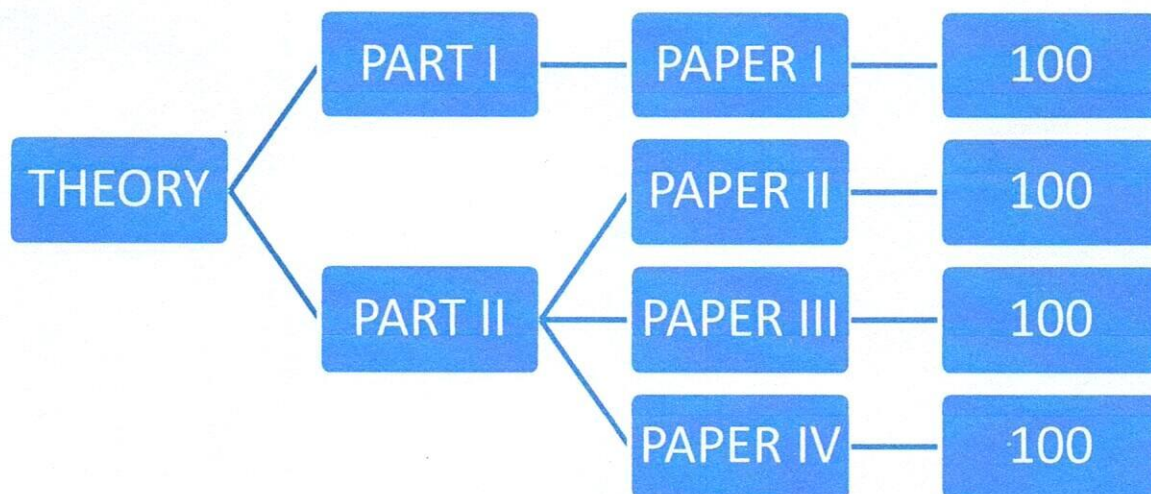 PART I PAPER I 100
THEORY
PAPER II 100
PART II PAPER III 100
PAPER IV 100